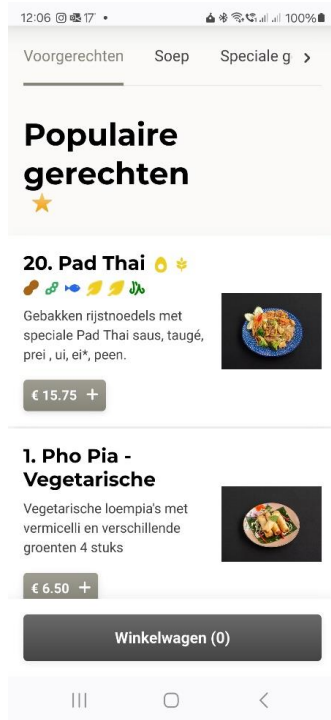 12:06
100%
Voorgerechten Soep Speciale g
Populaire
gerechten
20. Pad Thai
Gebakken rijstnoedels met
speciale Pad Thai saus, taugé,
prei , ui, ei*, peen.
€ 15.75 +
1. Pho Pia -
Vegetarische
Vegetarische loempia's met
vermicelli en verschillende
groenten 4 stuks
€ 6.50 +
Winkelwagen (0)